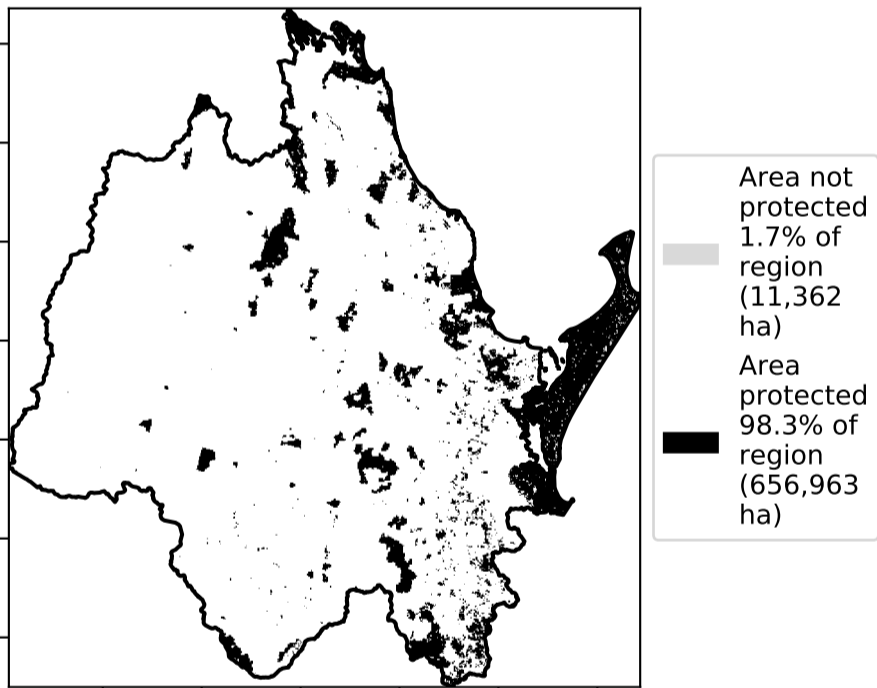 Area not
protected
1.7% of
region
(11,362
ha)
Area
protected
98.3% of
region
(656,963
ha)